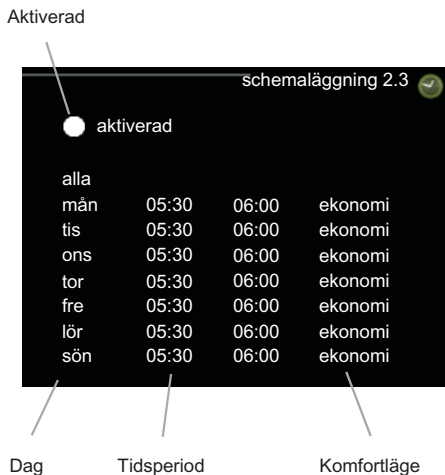 Aktiverad
schemaläggning 2.3
aktiverad
alla
mån 05:30 06:00 ekonomi
tis 05:30 06:00 ekonomi
ons 05:30 06:00 ekonomi
tor 05:30 06:00 ekonomi
fre 05:30 06:00 ekonomi
lör 05:30 06:00 ekonomi
sön 05:30 06:00 ekonomi
Dag Tidsperiod Komfortläge